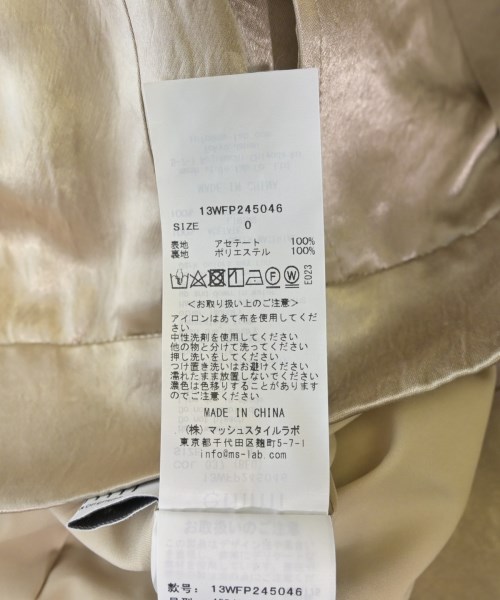 13WFP245046
SIZE 0
表地 アセテート 100%
裏地 ポリエステル 100%
E023
<お取り扱い上のご注意>
アイロンはあて布を使用してくだ
さい
中性洗剤を使用してください
他の物と分けて洗ってください
押し洗いをしてください
つけ置き洗いはお避けください
濡れたまま放置しないでください
濃色は色移りすることがあります
のでご注意ください
MADE IN CHINA
(株) マッシュスタイルラボ
東京都千代田区麹町5-7-1
info@ms-lab.com
款号: 13WFP245046